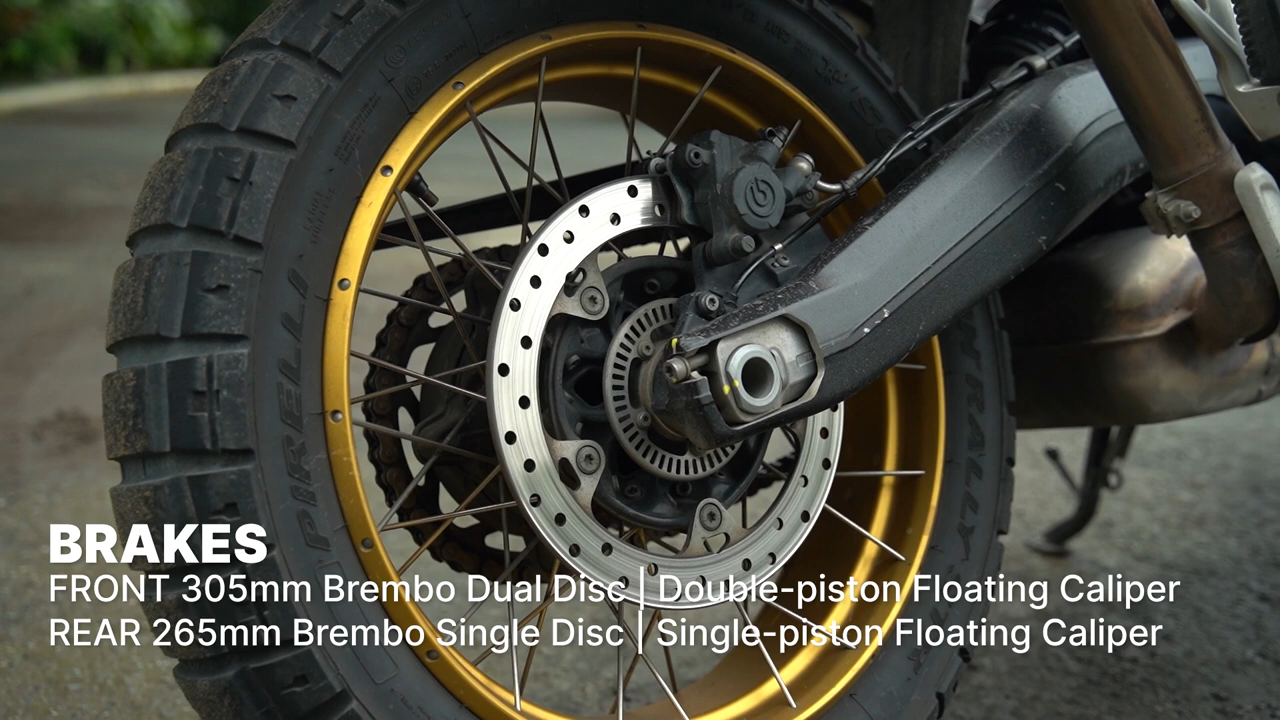 PIRELLI
BRAKES
FRONT 305mm Brembo Dual Disc | Double-piston Floating Caliper
REAR 265mm Brembo Single Disc | Single-piston Floating Caliper